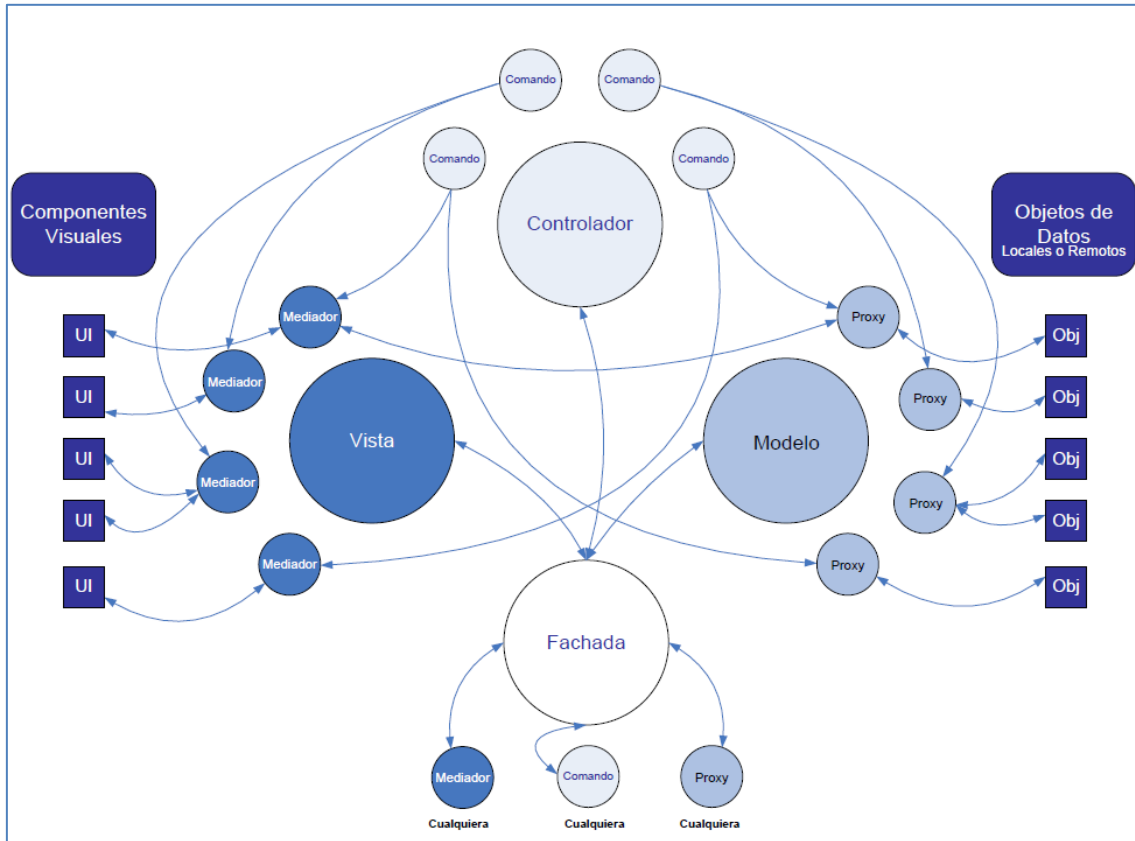 Comando
Comando
Comando
Comando
Componentes
Visuales
Controlador
Objetos de
Datos
Locales o Remotos
UI
Mediador
Proxy
Obj
UI
Mediador
Proxy
Obj
UI
Vista
Modelo
Obj
Mediador
Proxy
UI
Obj
UI
Mediador
Proxy
Obj
Fachada
Mediador
Comando
Proxy
Cualquiera
Cualquiera
Cualquiera